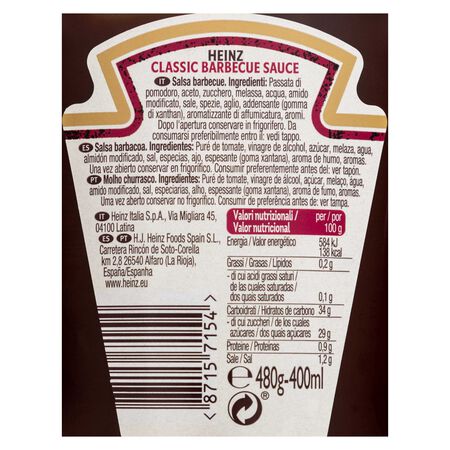 HEINZ
CLASSIC BARBECUE SAUCE
IT Salsa barbecue. Ingredienti: Passata di
pomodoro, aceto, zucchero, melassa, acqua, amido
modificato, sale, spezie, aglio, addensante (gomma
di xanthan), aromatizzante di affumicatura, aromi.
Dopo l'apertura conservare in frigorifero. Da
consumarsi preferibilmente entro il: vedi tappo.
ES Salsa barbacoa. Ingredientes: Puré de tomate, vinagre de alcohol, azúcar, melaza, agua,
almidón modificado, sal, especias, ajo, espesante (goma xantana), aroma de humo, aromas.
Una vez abierto conservar en frigorífico. Consumir preferentemente antes del: ver tapón.
PT Molho churrasco. Ingredientes: Puré de tomate, vinagre de álcool, açúcar, melaço, água,
amido modificado, sal, especiarias, alho, espessante (goma xantana), aroma de fumo, aromas.
Uma vez aberto conservar no frigorífico. Consumir de preferência antes de: ver tampa.
IT Heinz Italia S.p.A., Via Migliara 45,
04100 Latina
ES PT H.J. Heinz Foods Spain S.L.,
Carretera Rincón de Soto-Corella
km 2,8 26540 Alfaro (La Rioja),
España/Espanha
www.heinz.eu
Valori nutrizionali / per / por
Valor nutricional 100 g
Energia / Valor energético 584 kJ
138 kcal
Grassi / Grasas / Lípidos 0,2 g
- di cui acidi grassi saturi /
de las cuales saturadas /
dos quais saturados 0,1 g
Carboidrati / Hidratos de carbono 34 g
- di cui zuccheri / de los cuales
azúcares / dos quais açúcares 29 g
Proteine / Proteínas 0,9 g
Sale / Sal 1,2 g
8715 7154
e 480g-400ml
®